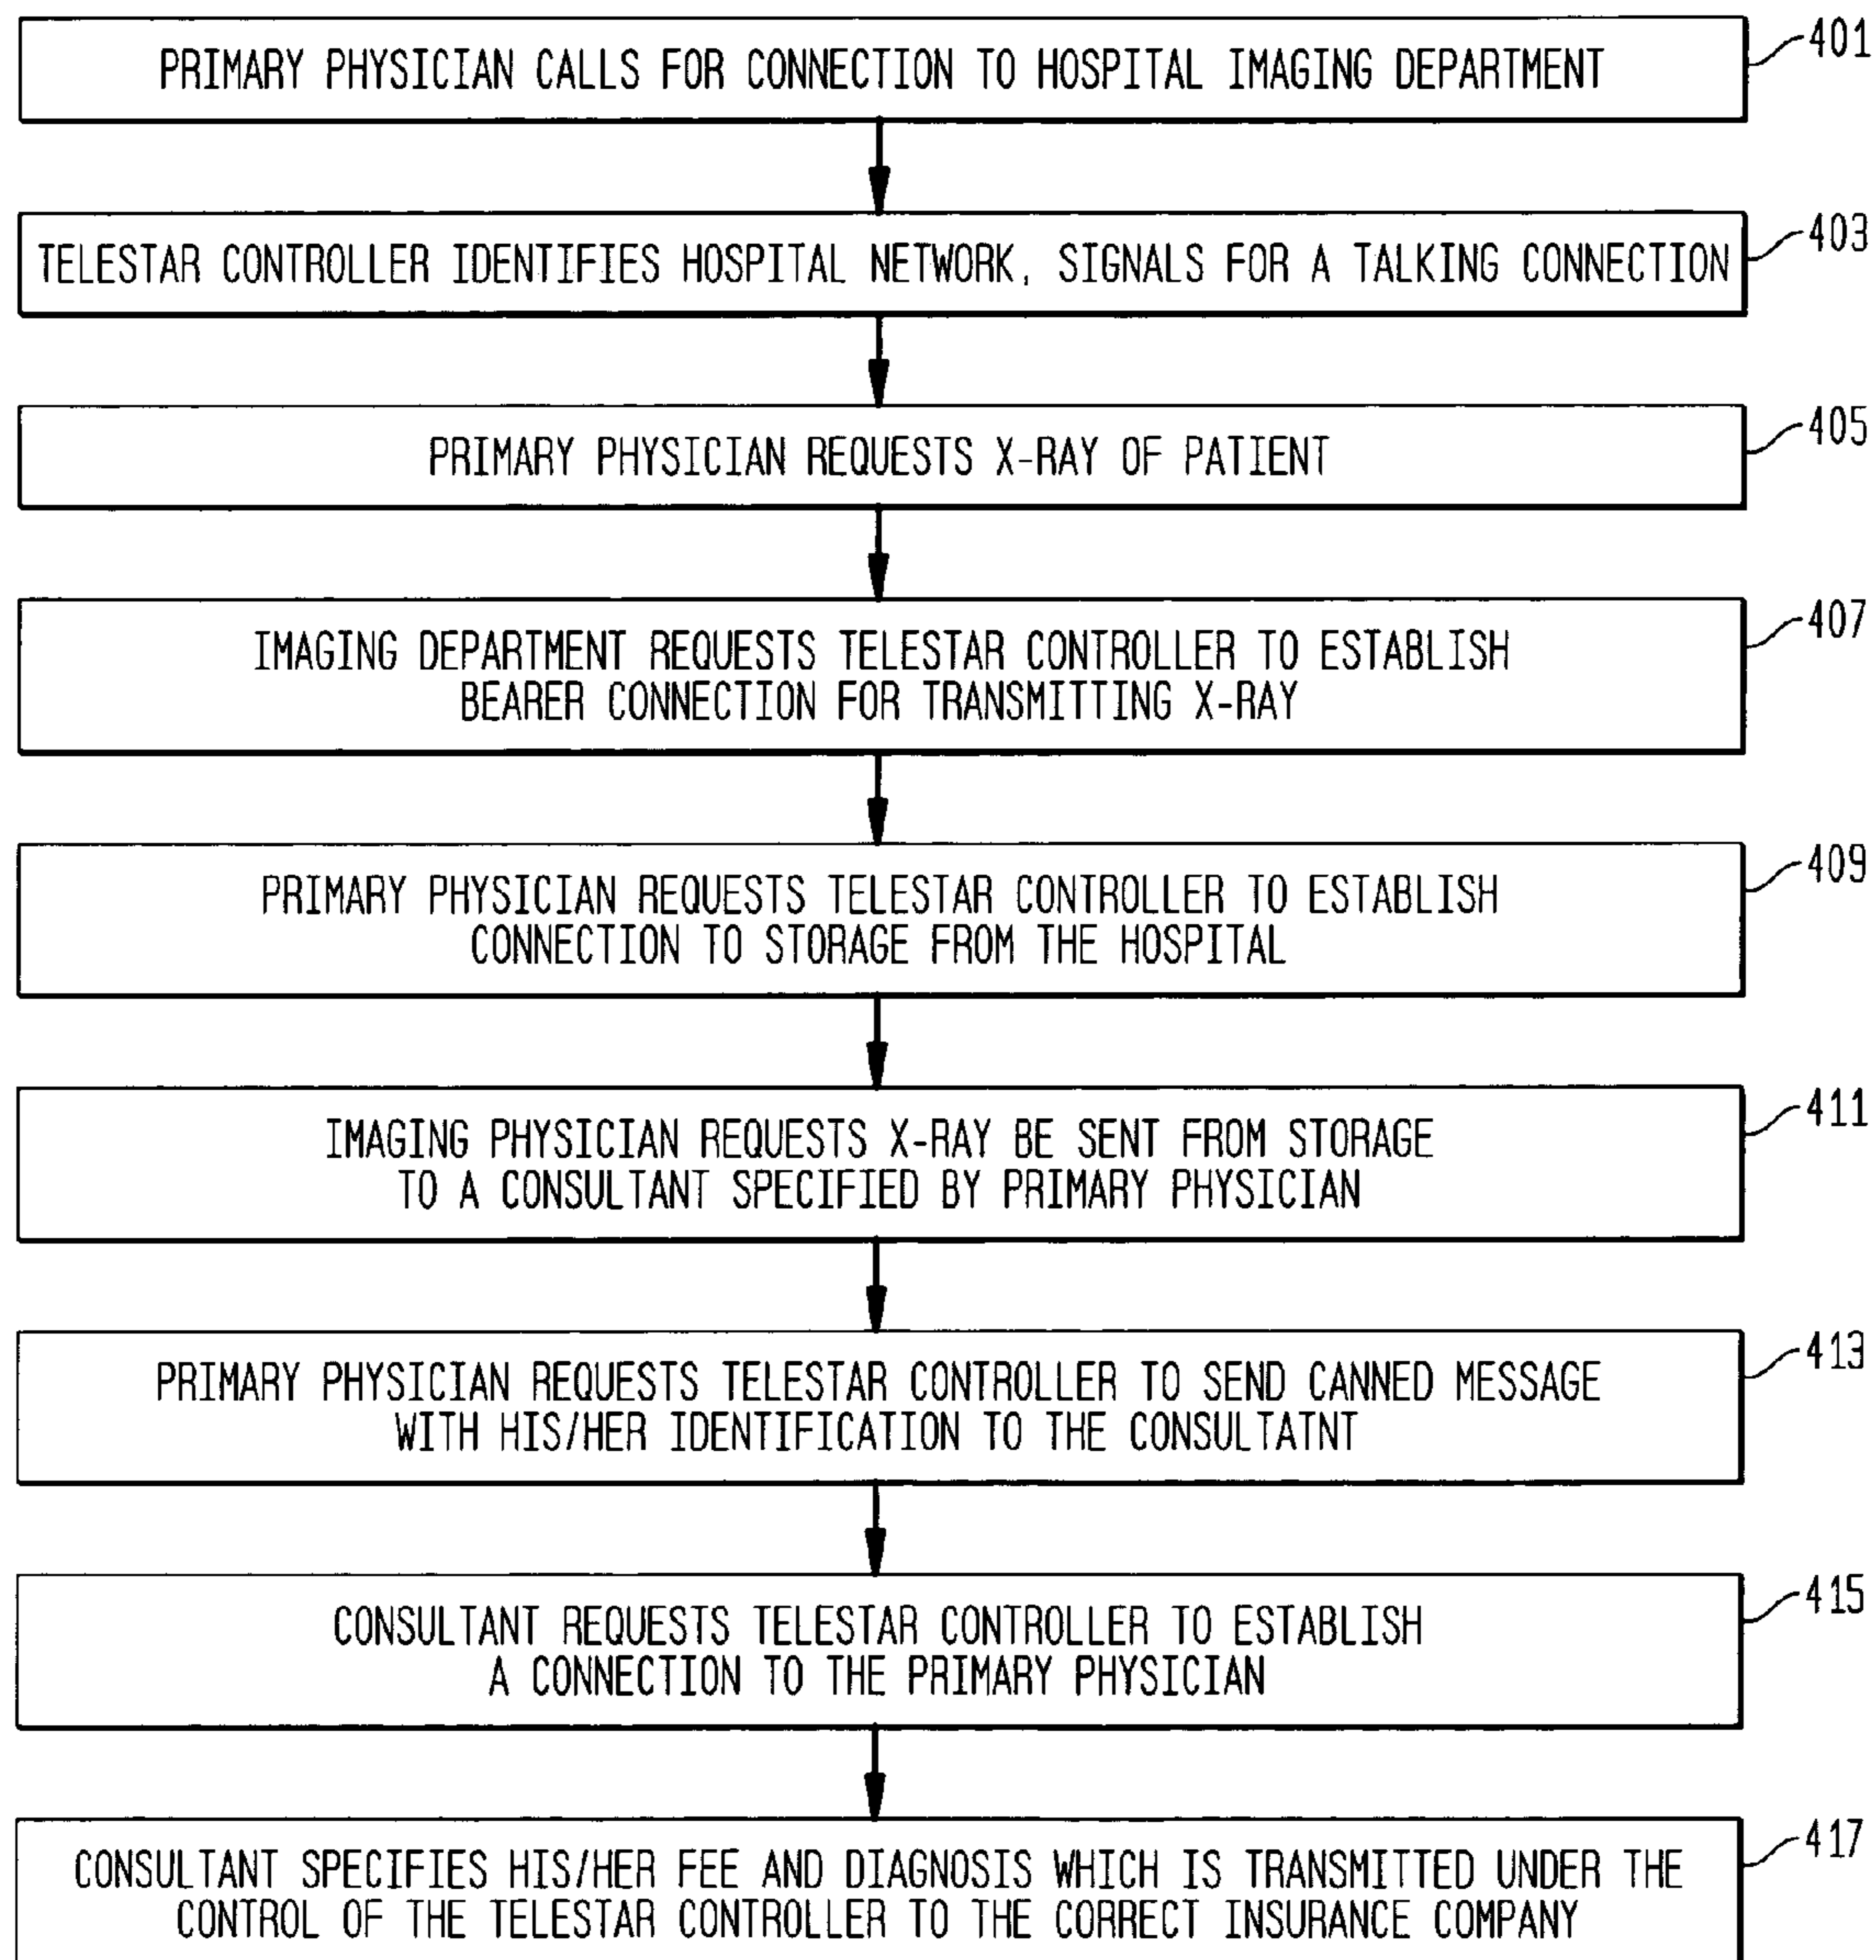 PRIMARY PHYSICIAN CALLS FOR CONNECTION TO HOSPITAL IMAGING DEPARTMENT
401
TELESTAR CONTROLLER IDENTIFIES HOSPITAL NETWORK, SIGNALS FOR A TALKING CONNECTION
403
PRIMARY PHYSICIAN REQUESTS X-RAY OF PATIENT
405
IMAGING DEPARTMENT REQUESTS TELESTAR CONTROLLER TO ESTABLISH
BEARER CONNECTION FOR TRANSMITTING X-RAY
407
PRIMARY PHYSICIAN REQUESTS TELESTAR CONTROLLER TO ESTABLISH
CONNECTION TO STORAGE FROM THE HOSPITAL
409
IMAGING PHYSICIAN REQUESTS X-RAY BE SENT FROM STORAGE
TO A CONSULTANT SPECIFIED BY PRIMARY PHYSICIAN
411
PRIMARY PHYSICIAN REQUESTS TELESTAR CONTROLLER TO SEND CANNED MESSAGE
WITH HIS/HER IDENTIFICATION TO THE CONSULTATNT
413
CONSULTANT REQUESTS TELESTAR CONTROLLER TO ESTABLISH
A CONNECTION TO THE PRIMARY PHYSICIAN
415
CONSULTANT SPECIFIES HIS/HER FEE AND DIAGNOSIS WHICH IS TRANSMITTED UNDER THE
CONTROL OF THE TELESTAR CONTROLLER TO THE CORRECT INSURANCE COMPANY
417